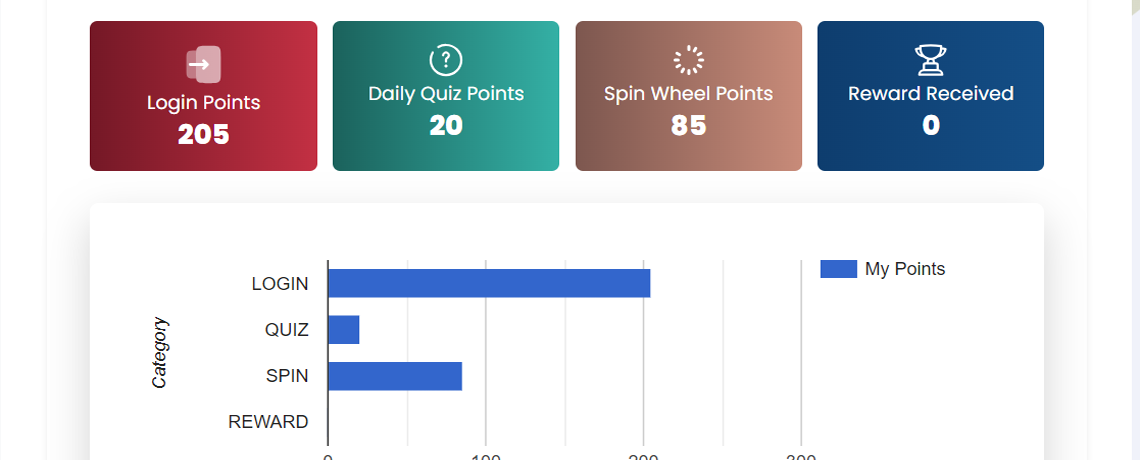 Login Points
205
Daily Quiz Points
20
Spin Wheel Points
85
Reward Received
0
My Points
LOGIN
QUIZ
SPIN
REWARD
Category
0
100
200
300